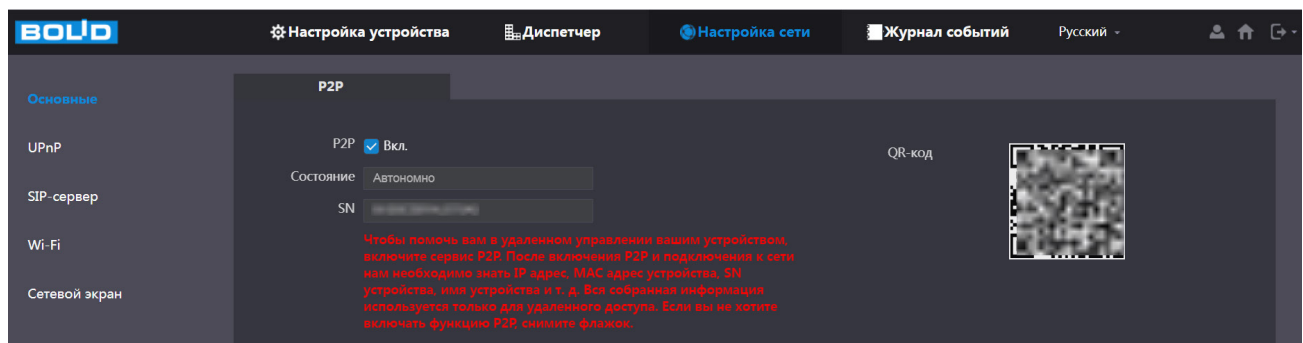 BOLID
Настройка устройства
Диспетчер
Настройка сети
Журнал событий
Русский
Основные
P2P
UPnP
P2P
Вкл.
QR-код
Состояние
Автономно
SIP-сервер
SN
Wi-Fi
Чтобы помочь вам в удаленном управлении вашим устройством,
включите сервис P2P. После включения P2P и подключения к сети
нам необходимо знать IP адрес, MAC адрес устройства, SN
устройства, имя устройства и т. д. Вся собранная информация
используется только для удаленного доступа. Если вы не хотите
включать функцию P2P, снимите флажок.
Сетевой экран